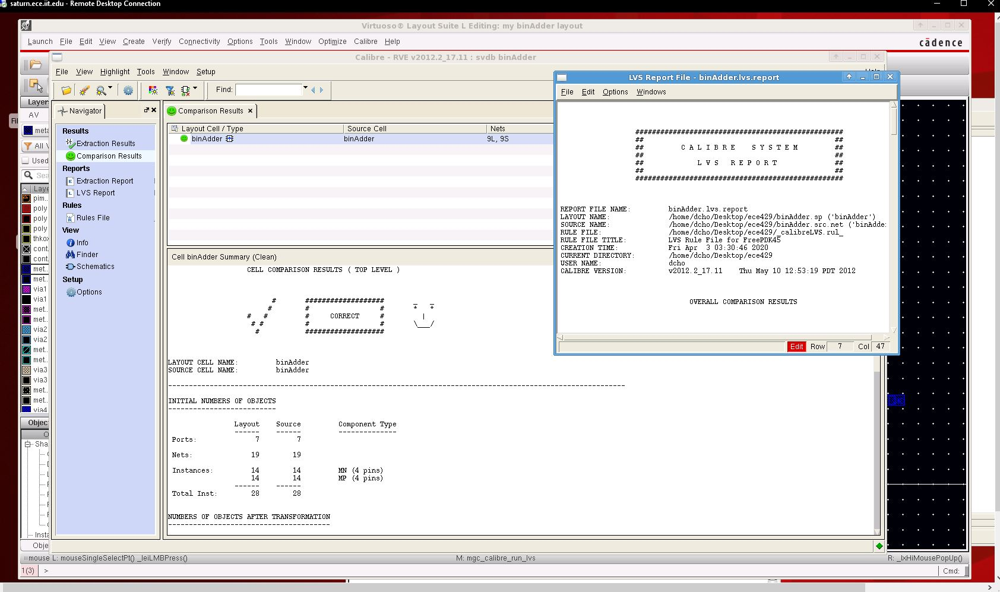 saturn.ece.iit.edu - Remote Desktop Connection
Virtuoso® Layout Suite L Editing: my binAdder layout
Launch File Edit View Create Verify Connectivity Options Tools Window Optimize Calibre Help
cādence
Calibre - RVE v2012.2_17.11 : svdb binAdder
File View Highlight Tools Window Setup
Find:
Navigator
Results
Extraction Results
Comparison Results
Reports
Extraction Report
LVS Report
Rules
Rules File
View
Info
Finder
Schematics
Setup
Options
Comparison Results
Layout Cell / Type Source Cell Nets
binAdder binAdder 9L, 9S
Cell binAdder Summary (Clean)
CELL COMPARISON RESULTS ( TOP LEVEL )
CORRECT
LAYOUT CELL NAME: binAdder
SOURCE CELL NAME: binAdder
INITIAL NUMBERS OF OBJECTS
Layout Source Component Type
Ports: 7 7
Nets: 19 19
Instances: 14 14 MN (4 pins)
14 14 MP (4 pins)
Total Inst: 28 28
NUMBERS OF OBJECTS AFTER TRANSFORMATION
LVS Report File - binAdder.lvs.report
File Edit Options Windows
##################################################
## ##
## C A L I B R E S Y S T E M ##
## ##
## L V S R E P O R T ##
## ##
##################################################
REPORT FILE NAME: binAdder.lvs.report
LAYOUT NAME: /home/dcho/Desktop/ece429/binAdder.sp ('binAdder')
SOURCE NAME: /home/dcho/Desktop/ece429/binAdder.src.net ('binAdde
RULE FILE: /home/dcho/Desktop/ece429/_calibreLVS.rul_
RULE FILE TITLE: LVS Rule File for FreePDK45
CREATION TIME: Fri Apr 3 03:30:46 2020
CURRENT DIRECTORY: /home/dcho/Desktop/ece429
USER NAME: dcho
CALIBRE VERSION: v2012.2_17.11 Thu May 10 12:53:19 PDT 2012
OVERALL COMPARISON RESULTS
Edit Row 7 Col 47
Layers
AV
meta
All V
Used
Sea
Laye
pim..
poly
poly
poly
thkox
cont.
cont.
met..
met..
via1
via1
met..
met..
via2
via2
met..
met..
via3
via3
met..
met..
via4
Objec
O
Sha
Insta
Obje
mouse L: mouseSingleSelectPt() _leiLMBPress() M: mgc_calibre_run_lvs R: _lxHiMousePopUp()
1(3) > Cmd: